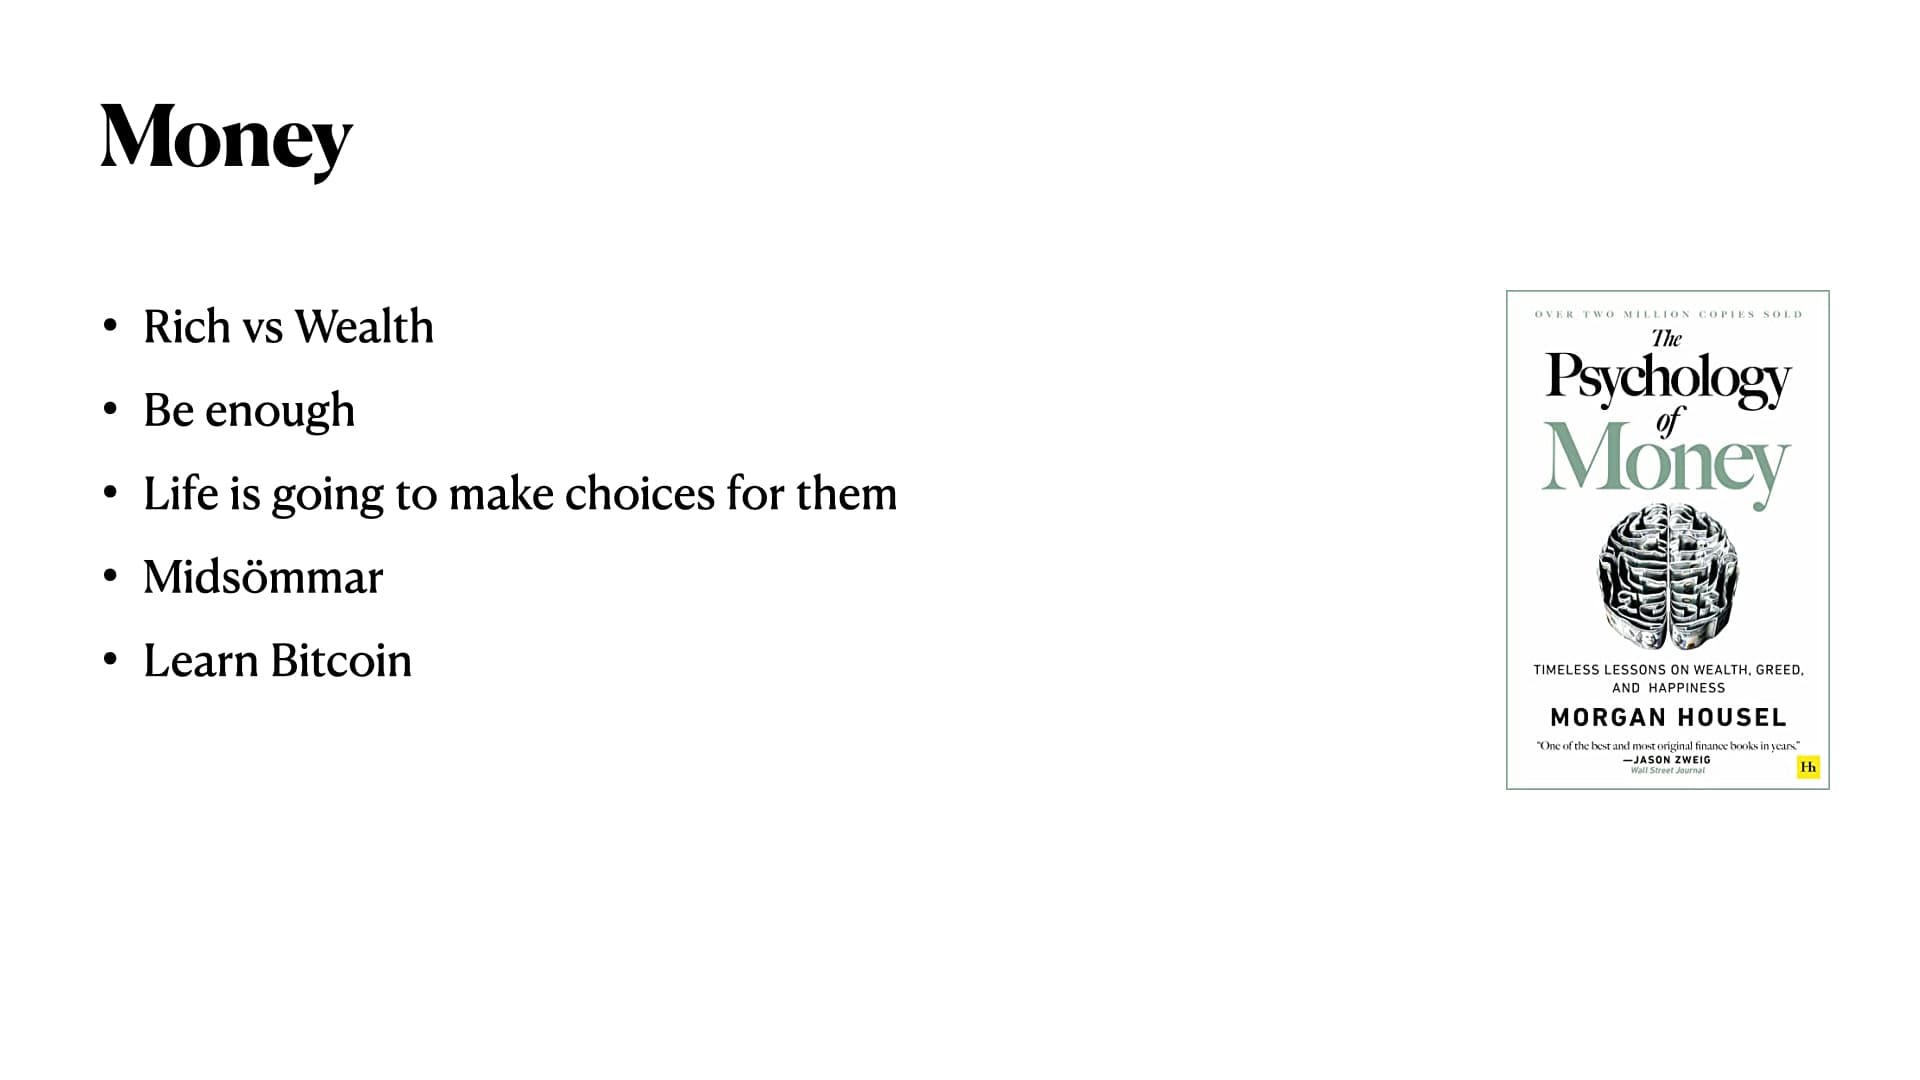 Money
• Rich vs Wealth
• Be enough
• Life is going to make choices for them
• Midsömmar
• Learn Bitcoin
OVER TWO MILLION COPIES SOLD
The
Psychology
of
Money
TIMELESS LESSONS ON WEALTH, GREED,
AND HAPPINESS
MORGAN HOUSEL
"One of the best and most original finance books in years."
—JASON ZWEIG
Wall Street Journal
Hh